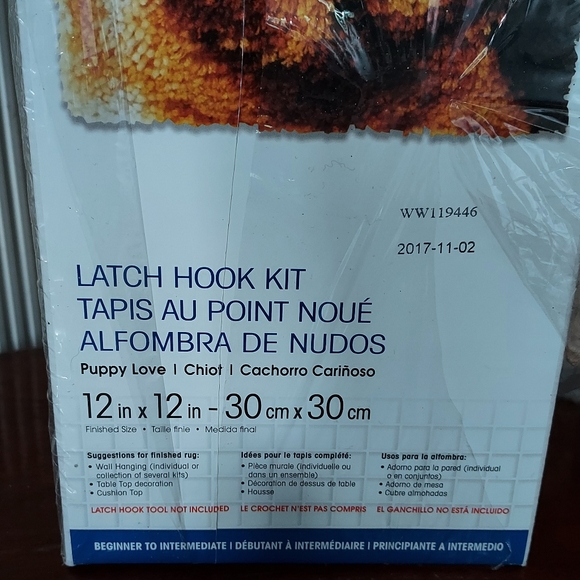 WW119446
2017-11-02
LATCH HOOK KIT
TAPIS AU POINT NOUÉ
ALFOMBRA DE NUDOS
Puppy Love | Chiot | Cachorro Cariñoso
12 in x 12 in - 30 cm x 30 cm
Finished Size • Taille finie • Medida final
Suggestions for finished rug:
• Wall Hanging (individual or
collection of several kits)
• Table Top decoration
• Cushion Top
Idées pour le tapis complété:
• Pièce murale (individuelle ou
dans un ensemble)
• Décoration de dessus de table
• Housse
Usos para la alfombra:
• Adorno para la pared (individual
o en conjuntos)
• Adorno de mesa
• Cubre almohadas
LATCH HOOK TOOL NOT INCLUDED LE CROCHET N'EST PAS COMPRIS EL GANCHILLO NO ESTÁ INCLUIDO
BEGINNER TO INTERMEDIATE | DÉBUTANT À INTERMÉDIAIRE | PRINCIPIANTE A INTERMEDIO